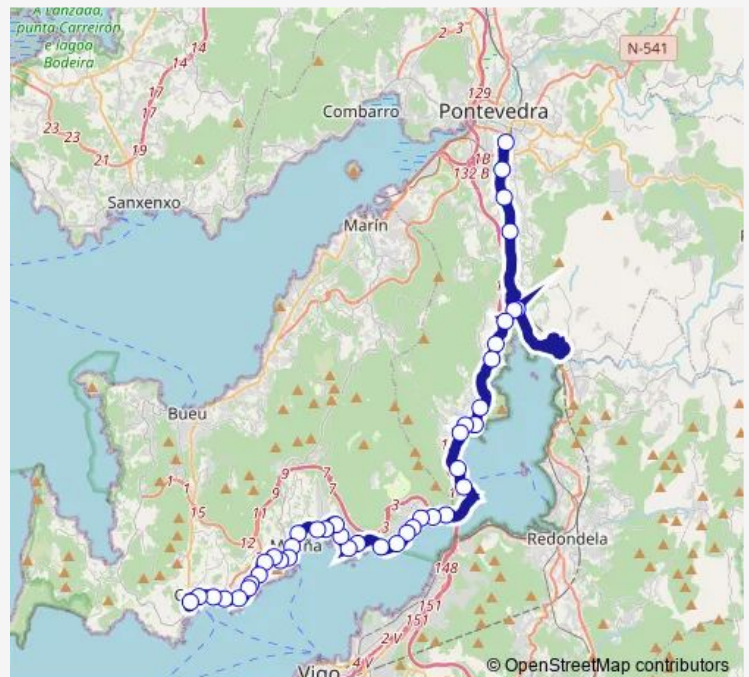 A Lanzada,
punta Carreirón
e lagoa
Bodeira
14
14
17
17
19
21
23
23
2
3
N-541
129
Combarro
Pontevedra
1B
132-B
Sanxenxo
Marín
Bueu
1
1
15
9
9
7
7
11
9
12
3
3
Redondela
148
151
151
2 V
4 V
Vigo
© OpenStreetMap contributors